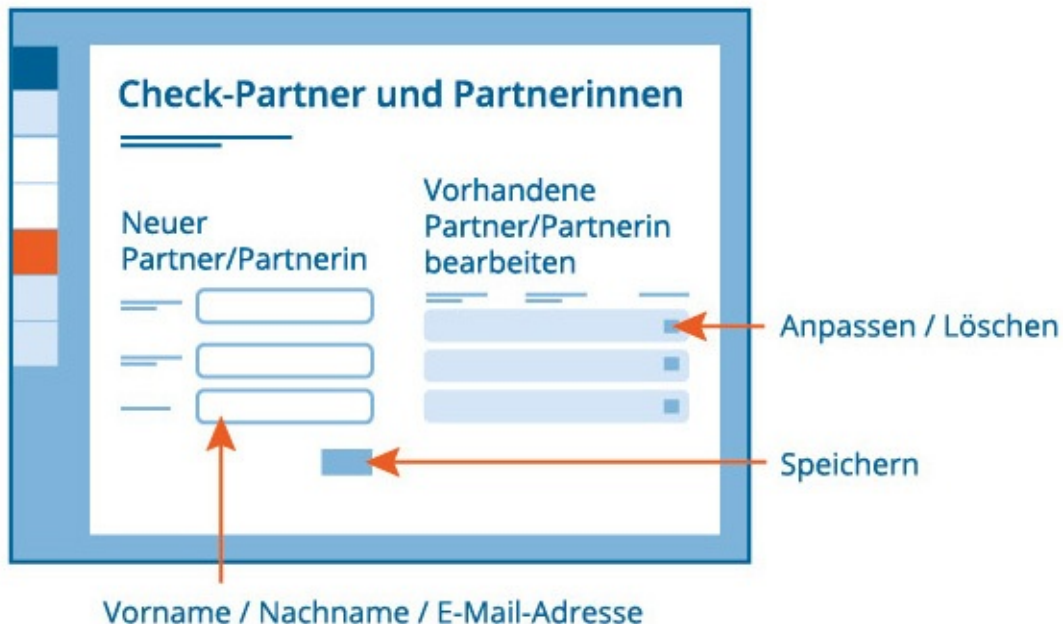 Check-Partner und Partnerinnen
Neuer
Partner/Partnerin
Vorhandene
Partner/Partnerin
bearbeiten
Anpassen / Löschen
Speichern
Vorname / Nachname / E-Mail-Adresse